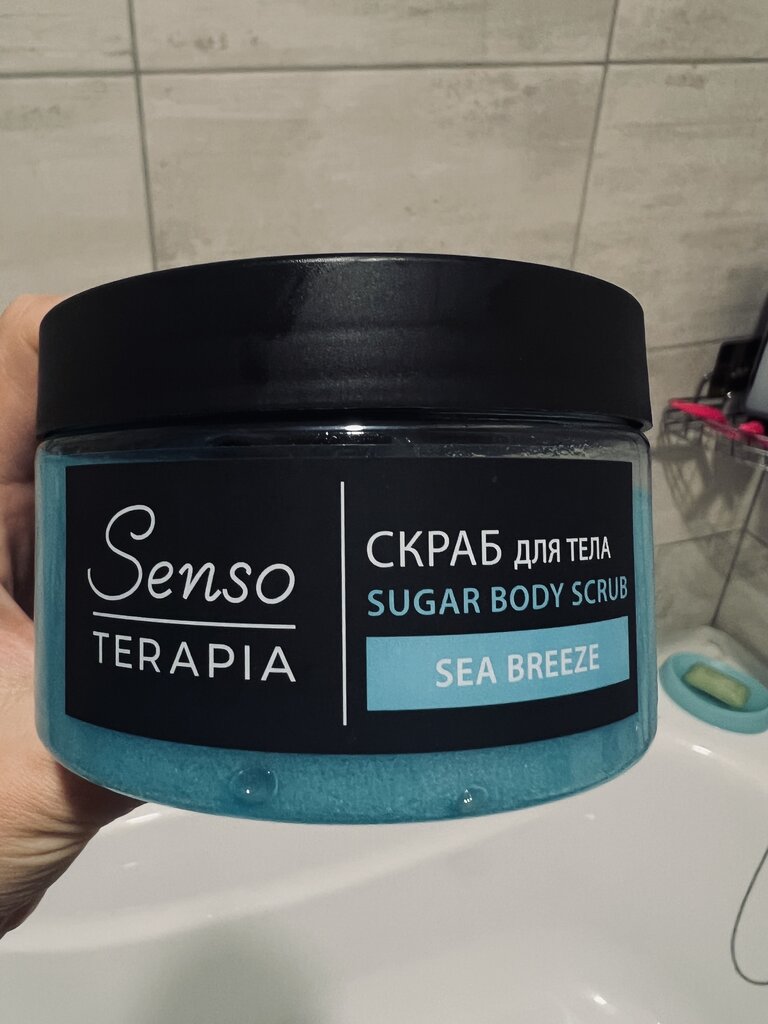 Senso
TERAPIA
СКРАБ ДЛЯ ТЕЛА
SUGAR BODY SCRUB
SEA BREEZE